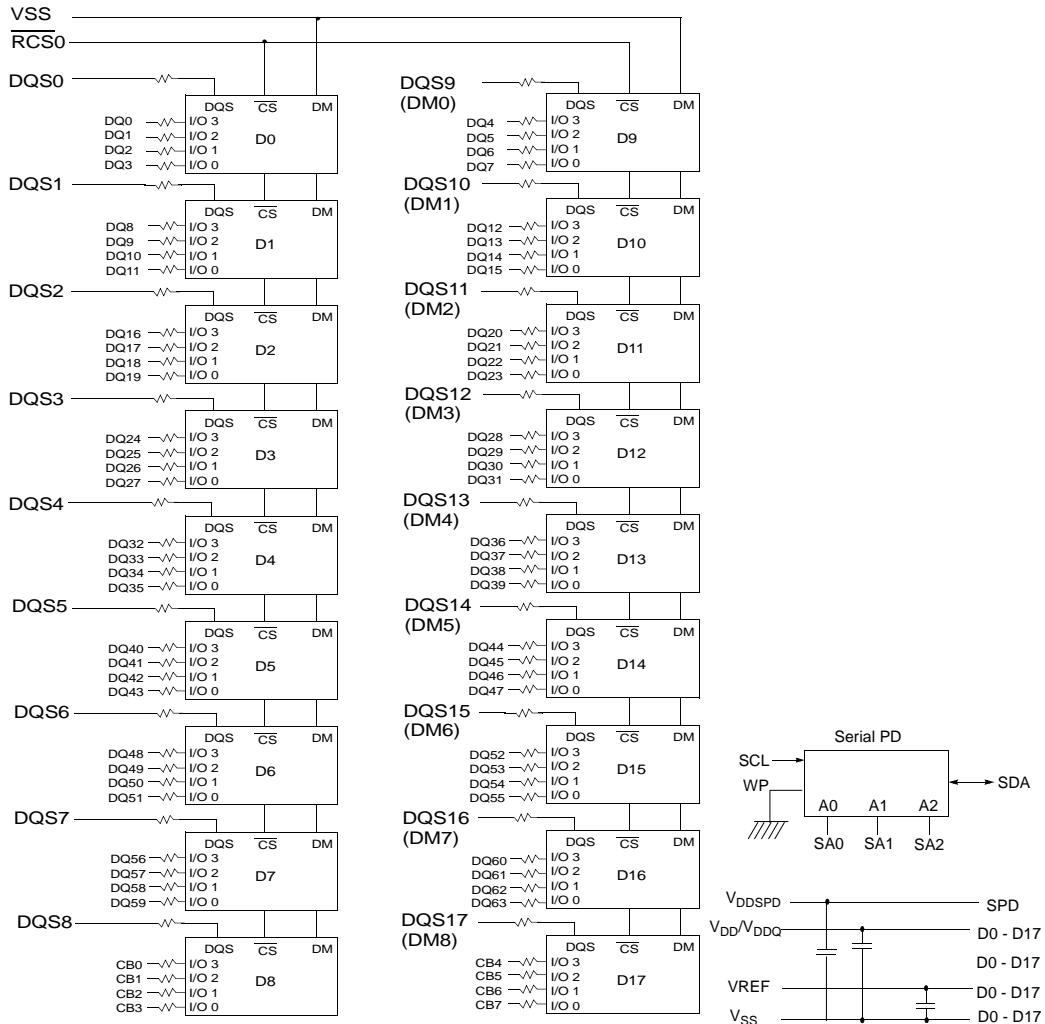 VSS
RCS0
DQS0
DQS CS DM
DQ0 I/O 3
DQ1 I/O 2
DQ2 I/O 1
DQ3 I/O 0
D0
DQS9
(DM0)
DQS CS DM
DQ4 I/O 3
DQ5 I/O 2
DQ6 I/O 1
DQ7 I/O 0
D9
DQS1
DQS CS DM
DQ8 I/O 3
DQ9 I/O 2
DQ10 I/O 1
DQ11 I/O 0
D1
DQS10
(DM1)
DQS CS DM
DQ12 I/O 3
DQ13 I/O 2
DQ14 I/O 1
DQ15 I/O 0
D10
DQS2
DQS CS DM
DQ16 I/O 3
DQ17 I/O 2
DQ18 I/O 1
DQ19 I/O 0
D2
DQS11
(DM2)
DQS CS DM
DQ20 I/O 3
DQ21 I/O 2
DQ22 I/O 1
DQ23 I/O 0
D11
DQS3
DQS CS DM
DQ24 I/O 3
DQ25 I/O 2
DQ26 I/O 1
DQ27 I/O 0
D3
DQS12
(DM3)
DQS CS DM
DQ28 I/O 3
DQ29 I/O 2
DQ30 I/O 1
DQ31 I/O 0
D12
DQS4
DQS CS DM
DQ32 I/O 3
DQ33 I/O 2
DQ34 I/O 1
DQ35 I/O 0
D4
DQS13
(DM4)
DQS CS DM
DQ36 I/O 3
DQ37 I/O 2
DQ38 I/O 1
DQ39 I/O 0
D13
DQS5
DQS CS DM
DQ40 I/O 3
DQ41 I/O 2
DQ42 I/O 1
DQ43 I/O 0
D5
DQS14
(DM5)
DQS CS DM
DQ44 I/O 3
DQ45 I/O 2
DQ46 I/O 1
DQ47 I/O 0
D14
DQS6
DQS CS DM
DQ48 I/O 3
DQ49 I/O 2
DQ50 I/O 1
DQ51 I/O 0
D6
DQS15
(DM6)
DQS CS DM
DQ52 I/O 3
DQ53 I/O 2
DQ54 I/O 1
DQ55 I/O 0
D15
DQS7
DQS CS DM
DQ56 I/O 3
DQ57 I/O 2
DQ58 I/O 1
DQ59 I/O 0
D7
DQS16
(DM7)
DQS CS DM
DQ60 I/O 3
DQ61 I/O 2
DQ62 I/O 1
DQ63 I/O 0
D16
DQS8
DQS CS DM
CB0 I/O 3
CB1 I/O 2
CB2 I/O 1
CB3 I/O 0
D8
DQS17
(DM8)
DQS CS DM
CB4 I/O 3
CB5 I/O 2
CB6 I/O 1
CB7 I/O 0
D17
Serial PD
SCL
WP
SDA
A0 A1 A2
SA0 SA1 SA2
VDDSPD SPD
VDD/VDDQ D0 - D17
D0 - D17
VREF D0 - D17
VSS D0 - D17